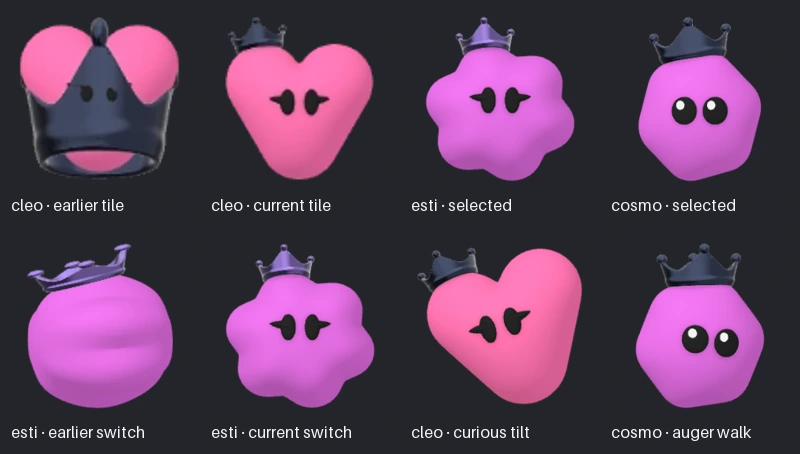 cleo · earlier tile
cleo · current tile
esti · selected
cosmo · selected
esti · earlier switch
esti · current switch
cleo · curious tilt
cosmo · auger walk